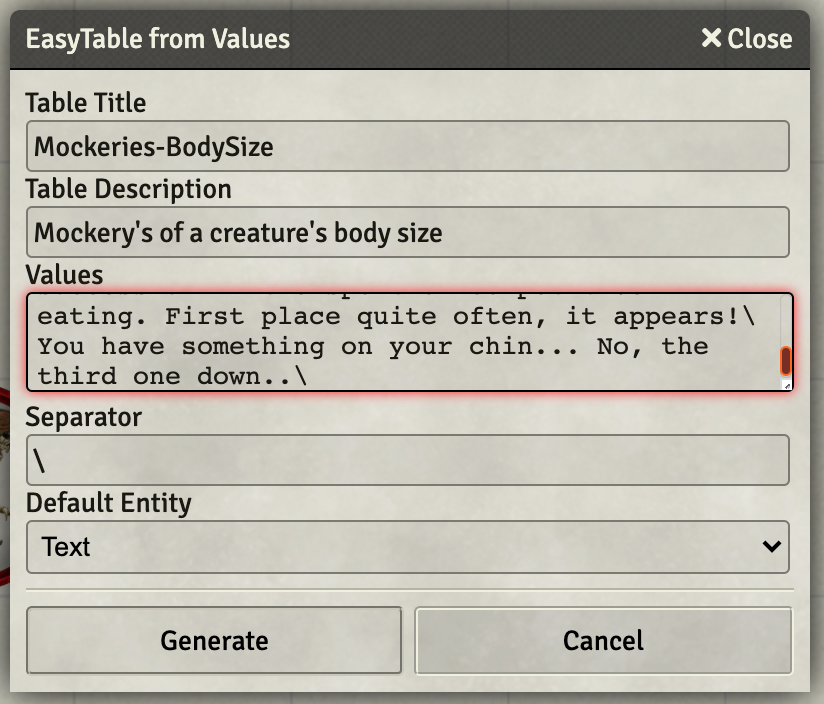 EasyTable from Values
Close
Table Title
Mockeries-BodySize
Table Description
Mockery's of a creature's body size
Values
eating. First place quite often, it appears!\
You have something on your chin... No, the
third one down..\
Separator
\
Default Entity
Text
Generate
Cancel